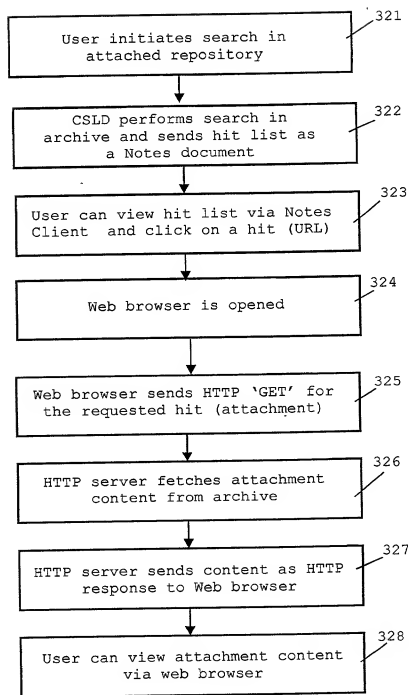 321
User initiates search in
attached repository
322
CSLD performs search in
archive and sends hit list as
a Notes document
323
User can view hit list via Notes
Client and click on a hit (URL)
324
Web browser is opened
325
Web browser sends HTTP 'GET' for
the requested hit (attachment)
326
HTTP server fetches attachment
content from archive
327
HTTP server sends content as HTTP
response to Web browser
328
User can view attachment content
via web browser